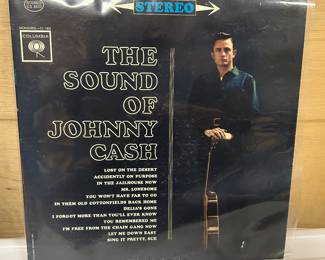 STEREO
COLUMBIA
THE
SOUND
OF
JOHNNY
CASH
LOST ON THE DESERT
ACCIDENTLY ON PURPOSE
IN THE JAILHOUSE NOW
MR. LONESOME
YOU WON'T HAVE FAR TO GO
IN THEM OLD COTTONFIELDS BACK HOME
DELIA'S GONE
I FORGOT MORE THAN YOU'LL EVER KNOW
YOU REMEMBERED ME
I'M FREE FROM THE CHAIN GANG NOW
LET ME DOWN EASY
SING IT PRETTY, SUE